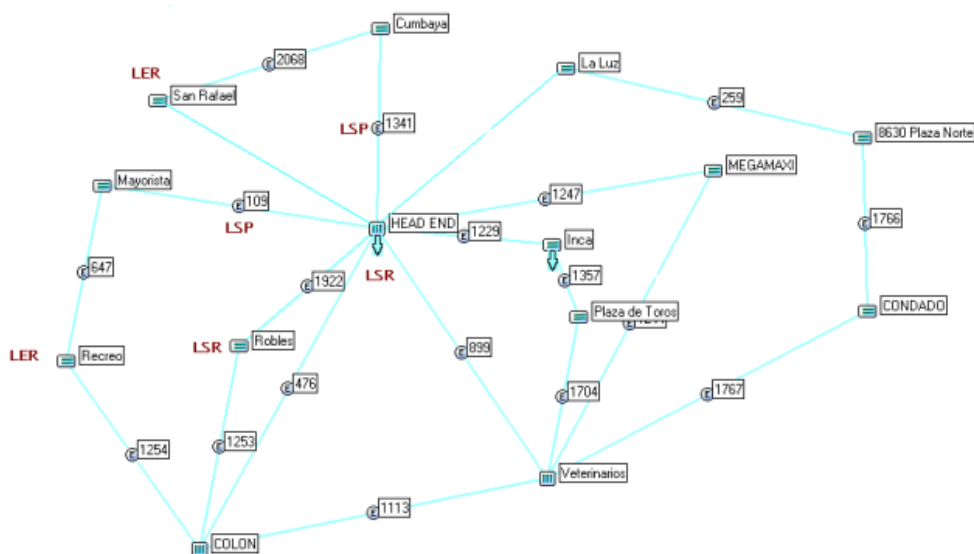 Cumbaya
2068
La Luz
LER
San Rafael
259
LSP
1341
8630 Plaza Norte
MEGAMAXI
Mayorista
1247
109
HEAD END
1766
LSP
1229
Inca
LSR
647
1922
1357
CONDADO
Plaza de Toros
LSR
Robles
LER
Recreo
899
476
1704
1767
1253
1254
Veterinarios
1113
COLON